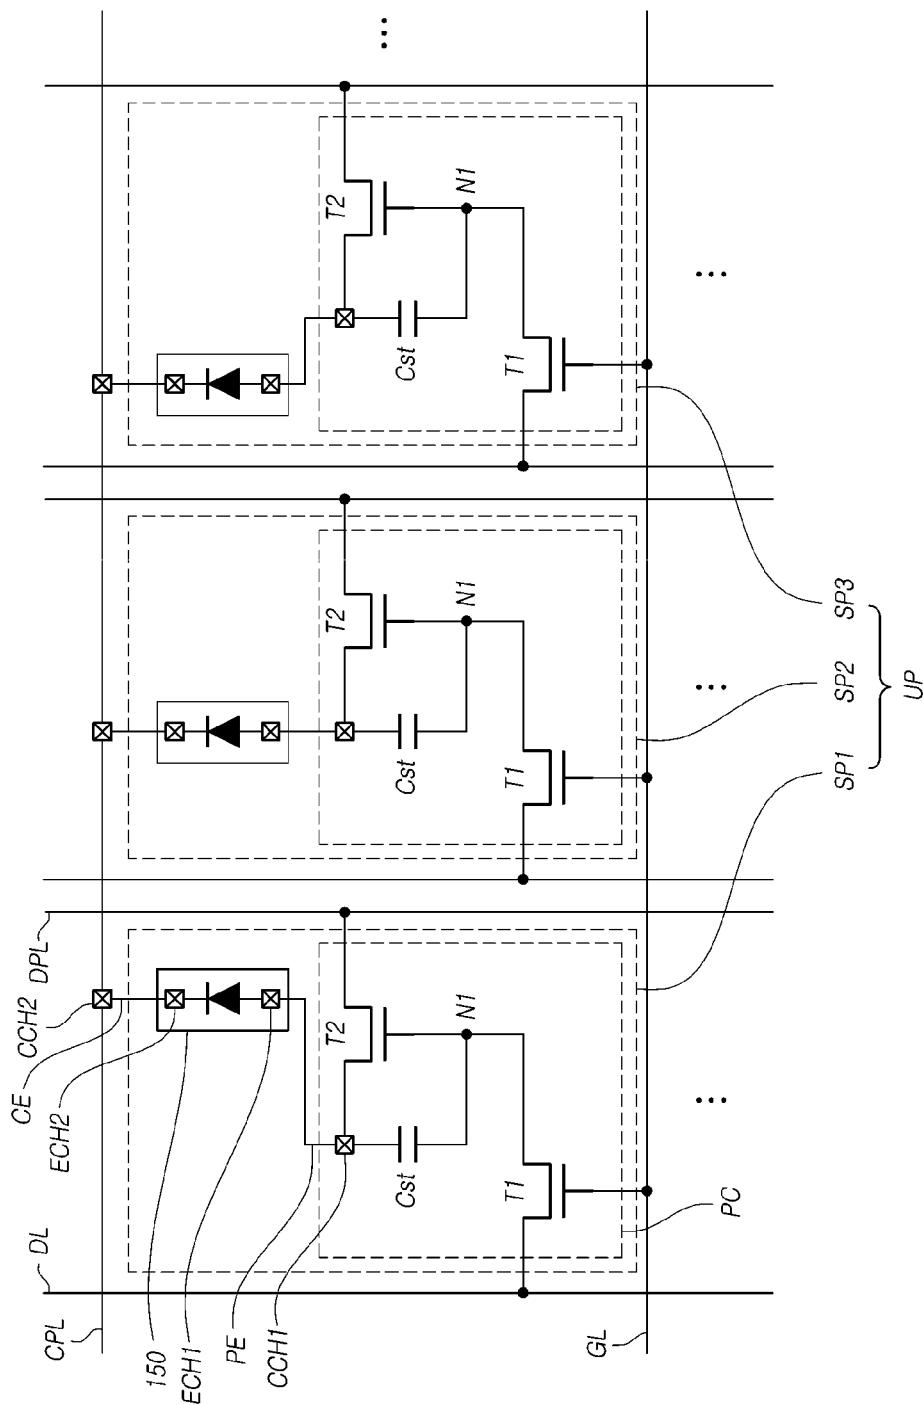 CPL
DL
150
ECH1
PE
CCH1
ECH2
CE
CCH2
DPL
T2
N1
Cst
T1
PC
GL
T2
N1
Cst
T1
T2
N1
Cst
T1
SP1
SP2
SP3
UP